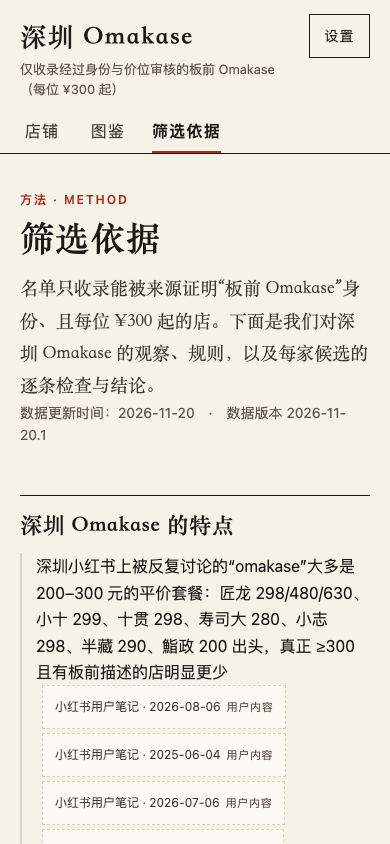 深圳 Omakase
设置
仅收录经过身份与价位审核的板前 Omakase
（每位 ¥300 起）
店铺 图鉴 筛选依据
方法 · METHOD
筛选依据
名单只收录能被来源证明“板前 Omakase”身
份、且每位 ¥300 起的店。下面是我们对深
圳 Omakase 的观察、规则，以及每家候选的
逐条检查与结论。
数据更新时间：2026-11-20 · 数据版本 2026-11-
20.1
深圳 Omakase 的特点
深圳小红书上被反复讨论的“omakase”大多是
200–300 元的平价套餐：匠龙 298/480/630、
小十 299、十贯 298、寿司大 280、小志
298、半藏 290、鮨政 200 出头，真正 ≥300
且有板前描述的店明显更少
小红书用户笔记 · 2026-08-06 用户内容
小红书用户笔记 · 2025-06-04 用户内容
小红书用户笔记 · 2026-07-06 用户内容